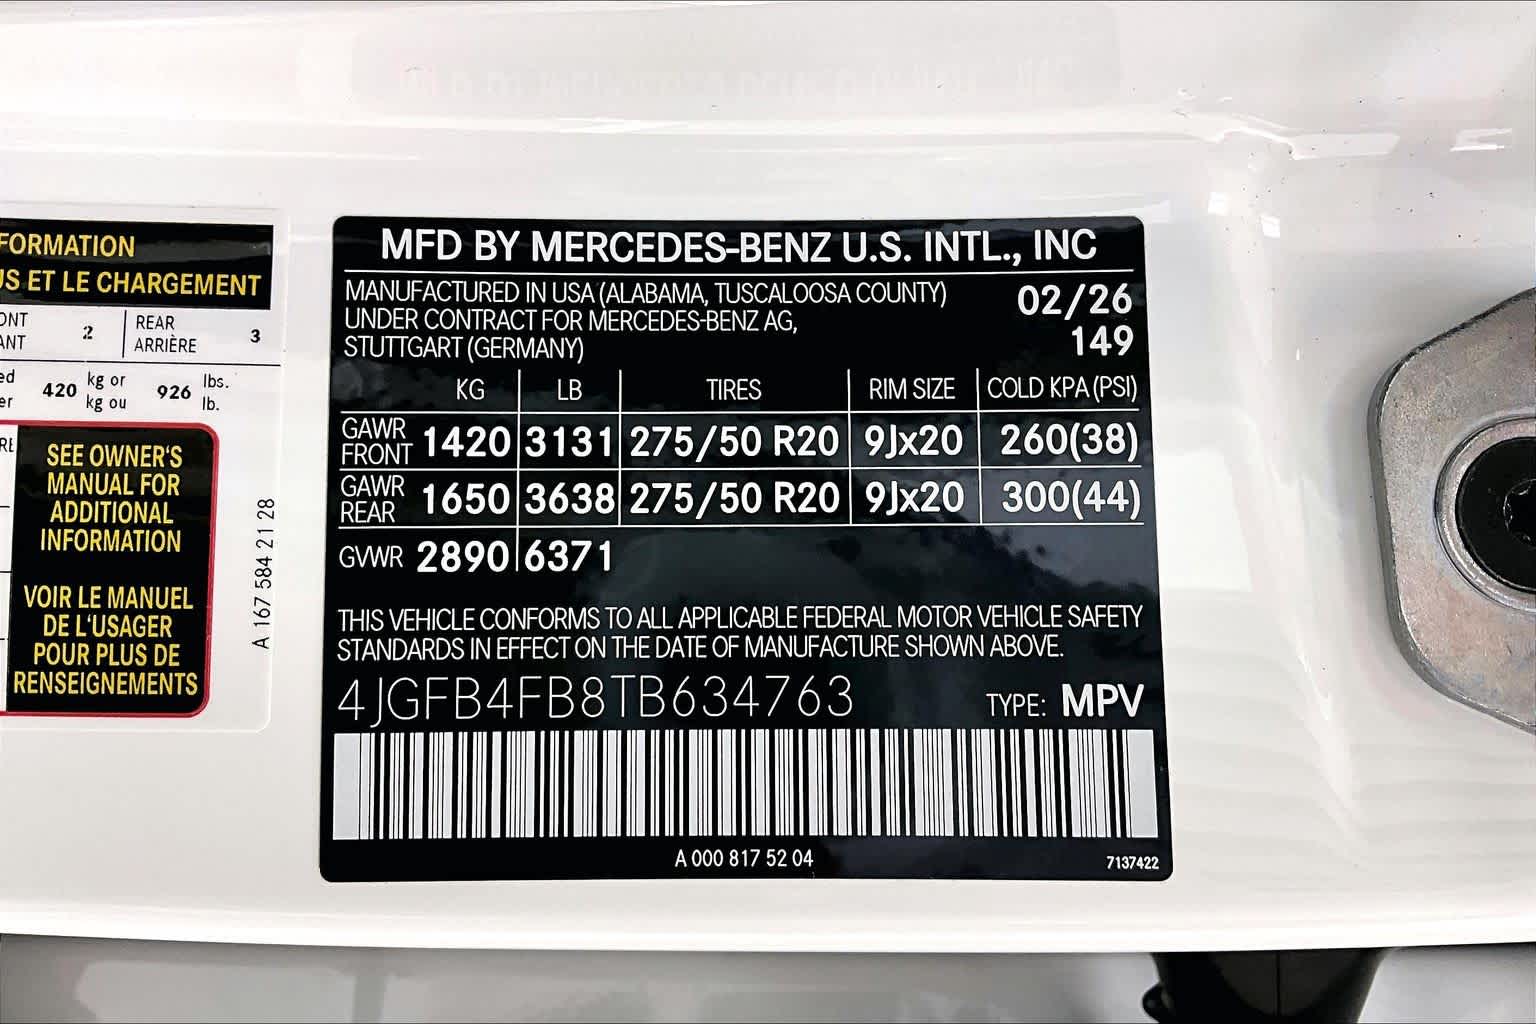 FORMATION
US ET LE CHARGEMENT
2 REAR ARRIÈRE 3
420 kg or kg ou 926 lbs. lb.
SEE OWNER'S
MANUAL FOR
ADDITIONAL
INFORMATION
VOIR LE MANUEL
DE L'USAGER
POUR PLUS DE
RENSEIGNEMENTS
A 167 584 21 28
MFD BY MERCEDES-BENZ U.S. INTL., INC
MANUFACTURED IN USA (ALABAMA, TUSCALOOSA COUNTY) 02/26
UNDER CONTRACT FOR MERCEDES-BENZ AG,
STUTTGART (GERMANY) 149
KG LB TIRES RIM SIZE COLD KPA (PSI)
GAWR FRONT 1420 3131 275/50 R20 9Jx20 260(38)
GAWR REAR 1650 3638 275/50 R20 9Jx20 300(44)
GVWR 2890 6371
THIS VEHICLE CONFORMS TO ALL APPLICABLE FEDERAL MOTOR VEHICLE SAFETY
STANDARDS IN EFFECT ON THE DATE OF MANUFACTURE SHOWN ABOVE.
4JGFB4FB8TB634763 TYPE: MPV
A 000 817 52 04 7137422